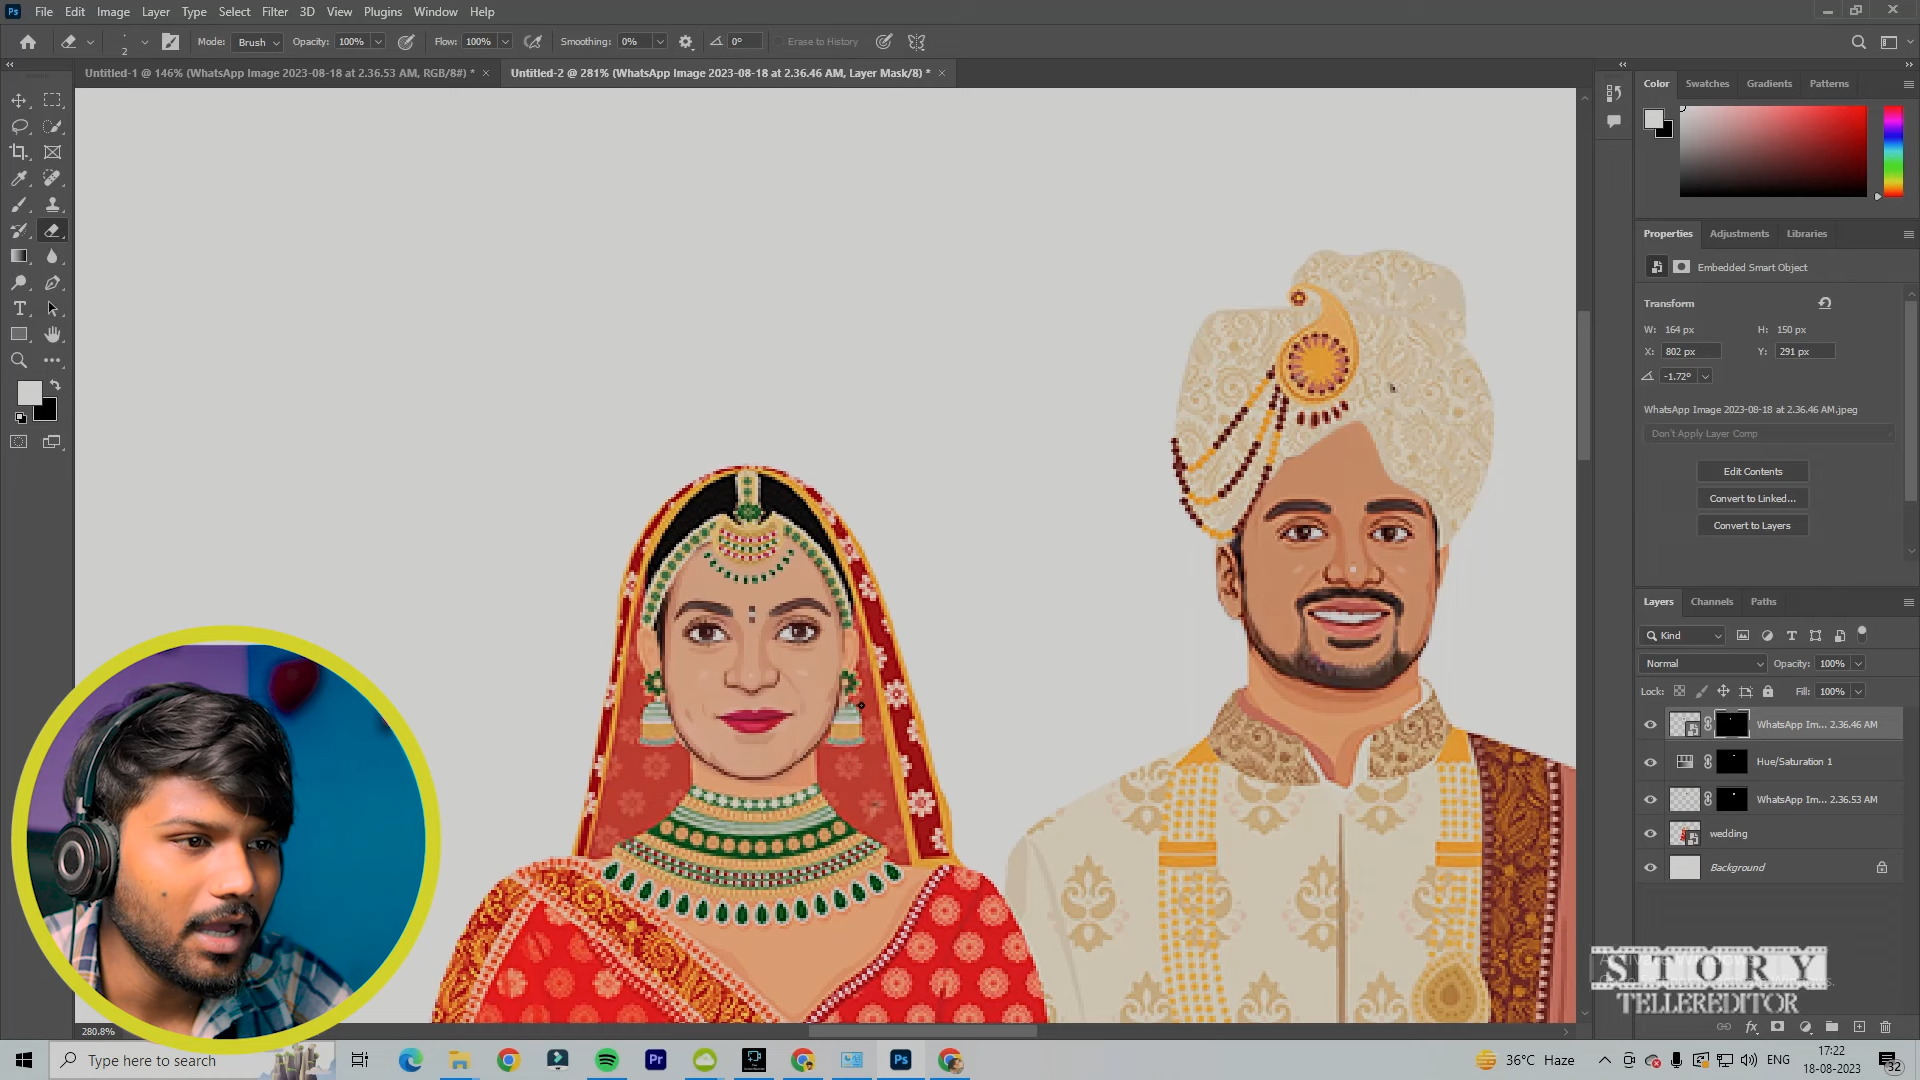 Ps File Edit Image Layer Type Select Filter 3D View Plugins Window Help
2 Mode: Brush Opacity: 100% Flow: 100% Smoothing: 0% 0° Erase to History
Untitled-1 @ 146% (WhatsApp Image 2023-08-18 at 2.36.53 AM, RGB/8#) * Untitled-2 @ 281% (WhatsApp Image 2023-08-18 at 2.36.46 AM, Layer Mask/8) *
Color Swatches Gradients Patterns
Properties Adjustments Libraries
Embedded Smart Object
Transform
W: 164 px H: 150 px
X: 802 px Y: 291 px
-1.72°
WhatsApp Image 2023-08-18 at 2.36.46 AM.jpeg
Don't Apply Layer Comp
Edit Contents
Convert to Linked...
Convert to Layers
Layers Channels Paths
Kind
Normal Opacity: 100%
Lock: Fill: 100%
WhatsApp Im... 2.36.46 AM
Hue/Saturation 1
WhatsApp Im... 2.36.53 AM
wedding
Background
STORY
TELLEREDITOR
280.8%
Type here to search
Pr Ps
36°C Haze ENG
17:22
18-08-2023
32